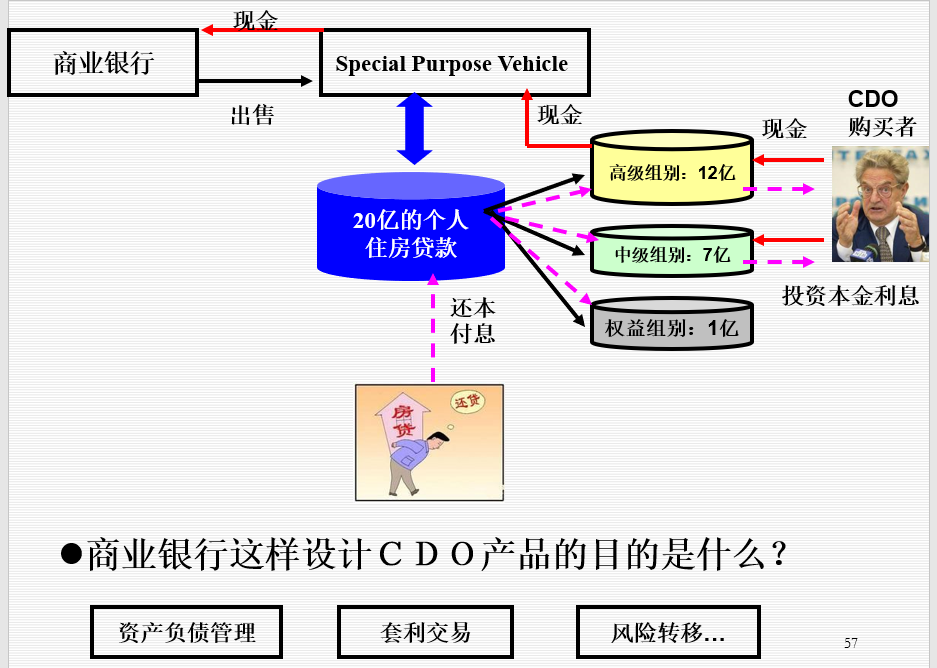 现金
商业银行
Special Purpose Vehicle
出售
现金
CDO
购买者
现金
高级组别：12亿
20亿的个人
住房贷款
中级组别：7亿
投资本金利息
还本
付息
权益组别：1亿
房
贷
还贷
●商业银行这样设计ＣＤＯ产品的目的是什么？
资产负债管理
套利交易
风险转移…
57